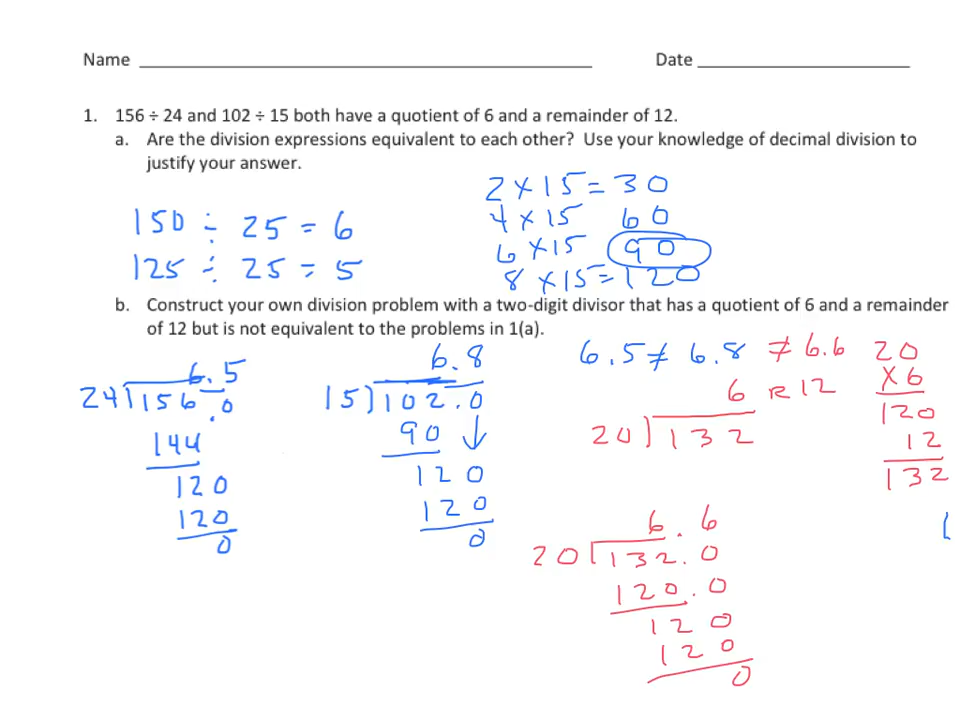 Name ____________ Date ____________
1. 156 ÷ 24 and 102 ÷ 15 both have a quotient of 6 and a remainder of 12.
a. Are the division expressions equivalent to each other? Use your knowledge of decimal division to
justify your answer.
2 × 15 = 30
4 × 15 60
6 × 15 90
8 × 15 = 120
150 ÷ 25 = 6
125 ÷ 25 = 5
b. Construct your own division problem with a two-digit divisor that has a quotient of 6 and a remainder
of 12 but is not equivalent to the problems in 1(a).
6.5
24)156.0
144
120
120
0
6.8
15)102.0
90
120
120
0
6.5 ≠ 6.8 ≠ 6.6
6 R 12
20)132
20
×6
120
12
132
6.6
20)132.0
120.0
120
120
0